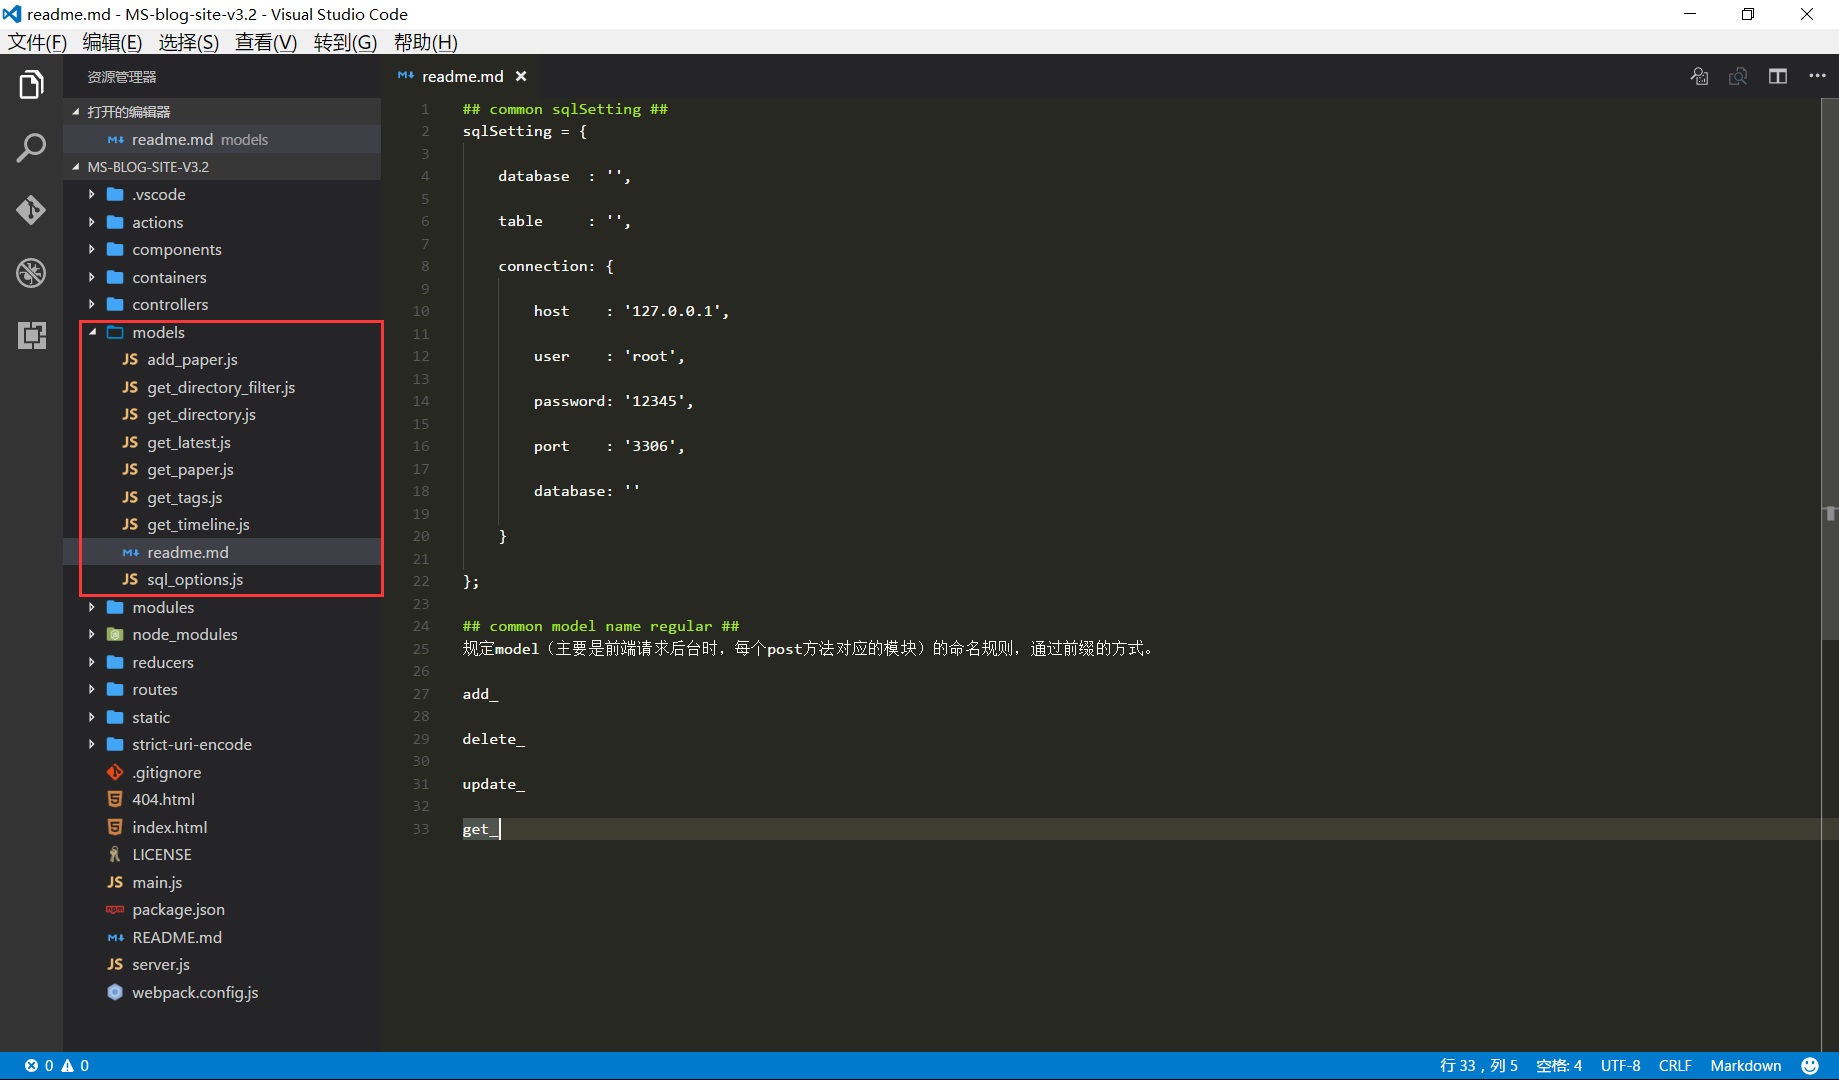 readme.md - MS-blog-site-v3.2 - Visual Studio Code
文件(F) 编辑(E) 选择(S) 查看(V) 转到(G) 帮助(H)
资源管理器
打开的编辑器
readme.md models
MS-BLOG-SITE-V3.2
.vscode
actions
components
containers
controllers
models
JS add_paper.js
JS get_directory_filter.js
JS get_directory.js
JS get_latest.js
JS get_paper.js
JS get_tags.js
JS get_timeline.js
readme.md
JS sql_options.js
modules
node_modules
reducers
routes
static
strict-uri-encode
.gitignore
404.html
index.html
LICENSE
JS main.js
package.json
README.md
JS server.js
webpack.config.js
readme.md
1 ## common sqlSetting ##
2 sqlSetting = {
3
4 database : '',
5
6 table : '',
7
8 connection: {
9
10 host : '127.0.0.1',
11
12 user : 'root',
13
14 password: '12345',
15
16 port : '3306',
17
18 database: ''
19
20 }
21
22 };
23
24 ## common model name regular ##
25 规定model（主要是前端请求后台时，每个post方法对应的模块）的命名规则，通过前缀的方式。
26
27 add_
28
29 delete_
30
31 update_
32
33 get_
0 0
行 33，列 5 空格: 4 UTF-8 CRLF Markdown